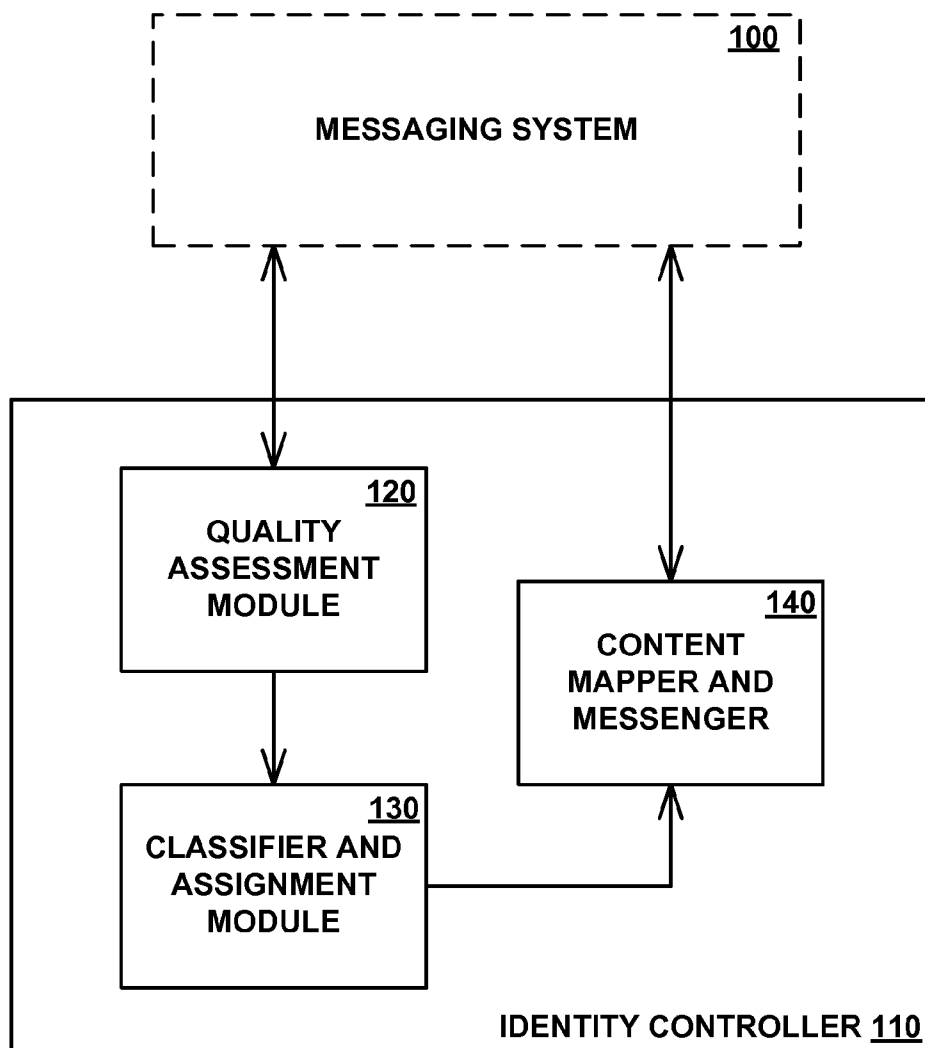 100
MESSAGING SYSTEM
120
QUALITY
ASSESSMENT
MODULE
140
CONTENT
MAPPER AND
MESSENGER
130
CLASSIFIER AND
ASSIGNMENT
MODULE
IDENTITY CONTROLLER 110